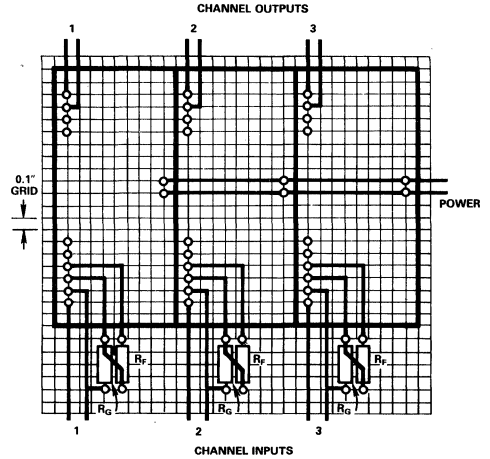 CHANNEL OUTPUTS
1 2 3
0.1"
GRID
POWER
RF RF RF
RG RG RG
1 2 3
CHANNEL INPUTS